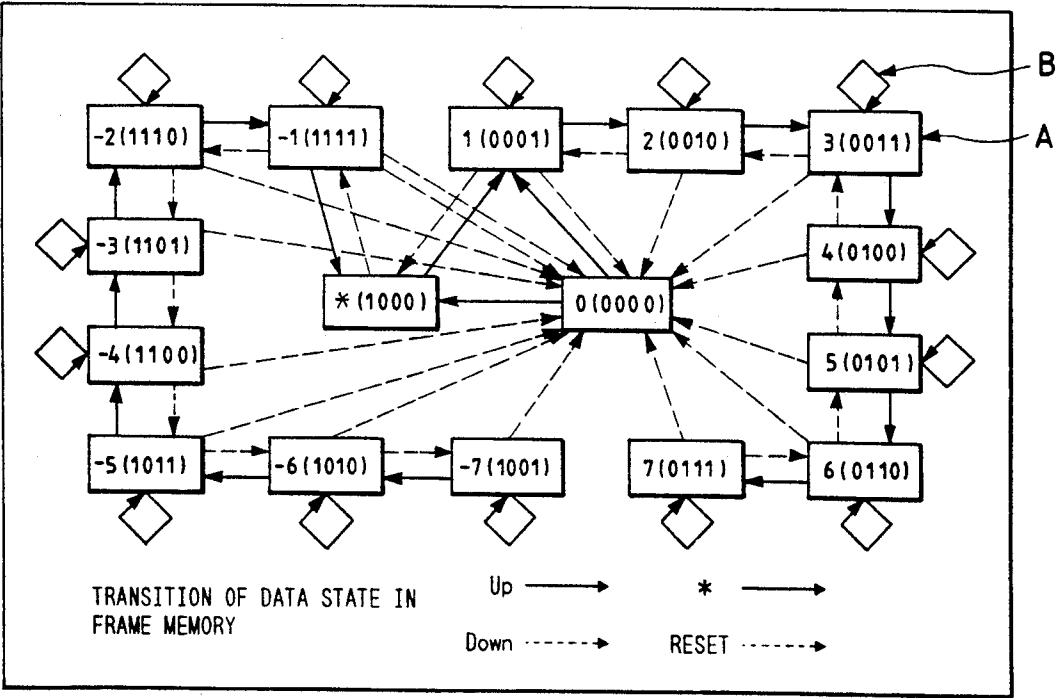 B
A
-2(1110)
-1(1111)
1(0001)
2(0010)
3(0011)
-3(1101)
*(1000)
0(0000)
4(0100)
-4(1100)
5(0101)
-5(1011)
-6(1010)
-7(1001)
7(0111)
6(0110)
TRANSITION OF DATA STATE IN
FRAME MEMORY
Up
*
Down
RESET